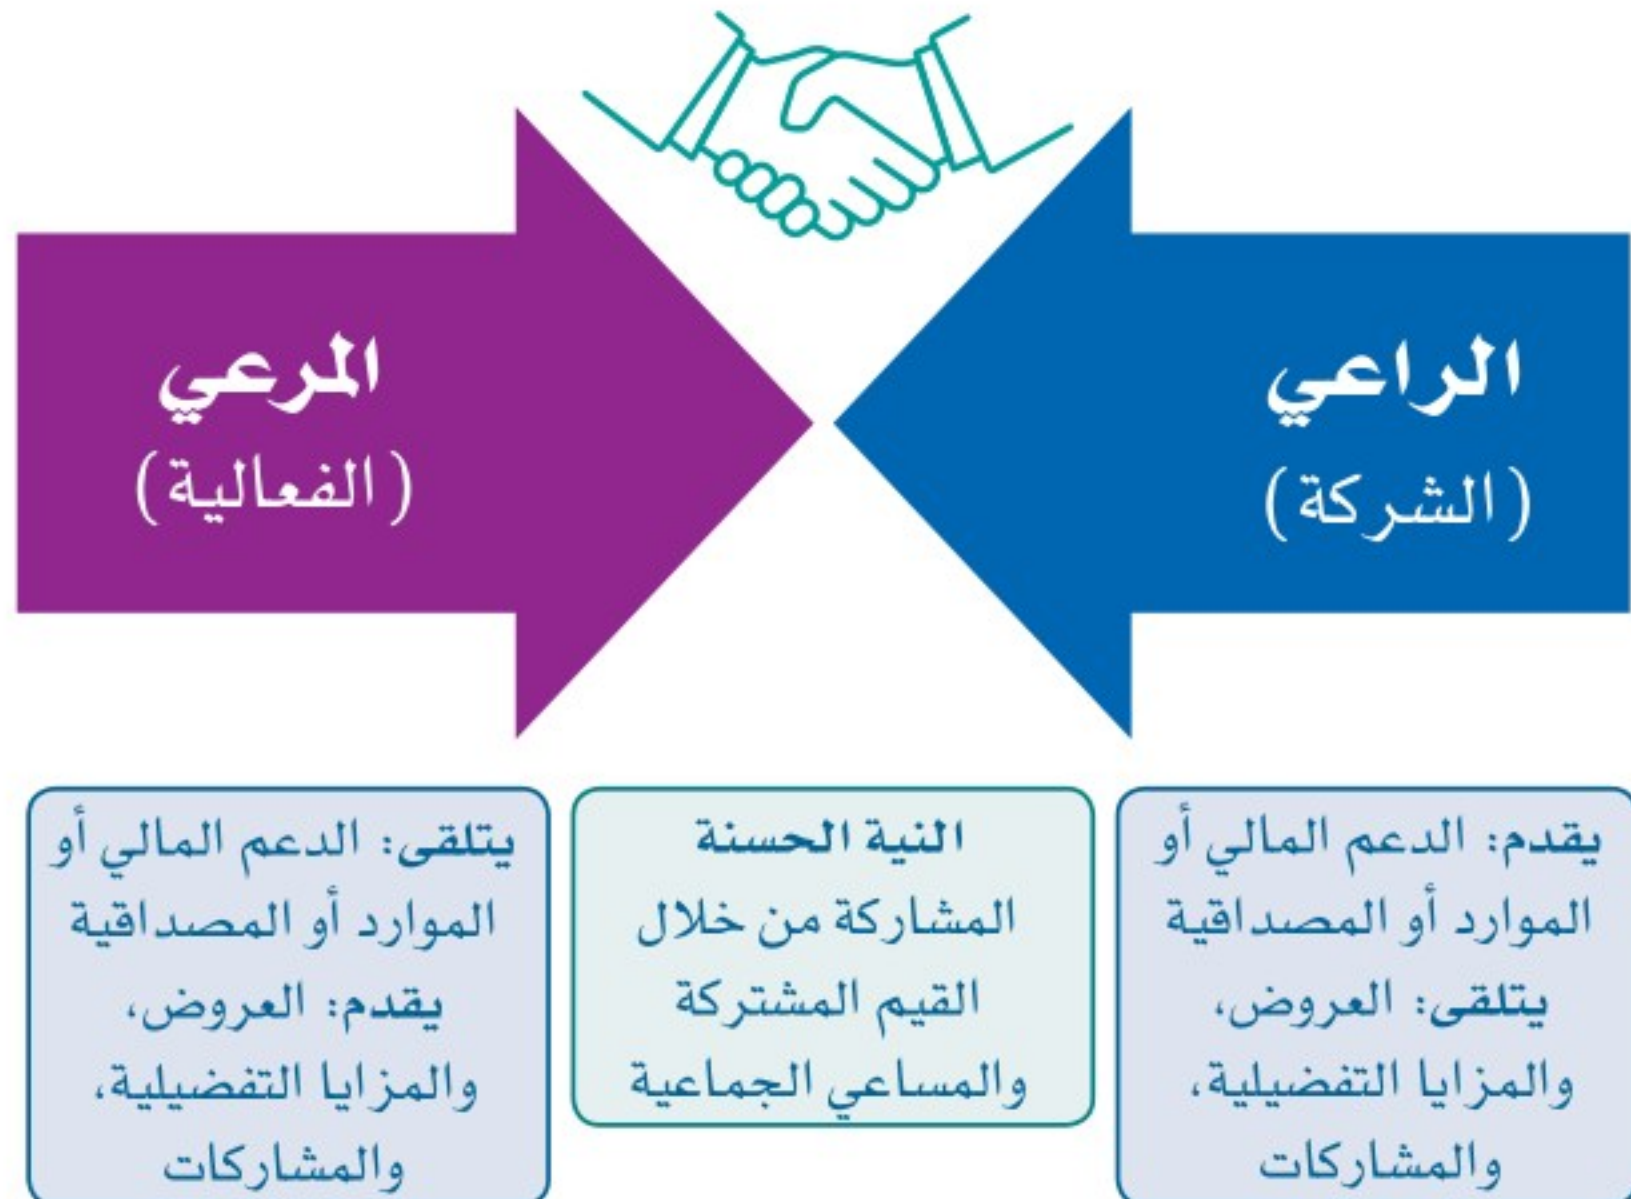 الراعي
(الشركة)
المرعي
(الفعالية)
يقدم: الدعم المالي أو
الموارد أو المصداقية
يتلقى: العروض،
والمزايا التفضيلية،
والمشاركات
النية الحسنة
المشاركة من خلال
القيم المشتركة
والمساعي الجماعية
يتلقى: الدعم المالي أو
الموارد أو المصداقية
يقدم: العروض،
والمزايا التفضيلية،
والمشاركات